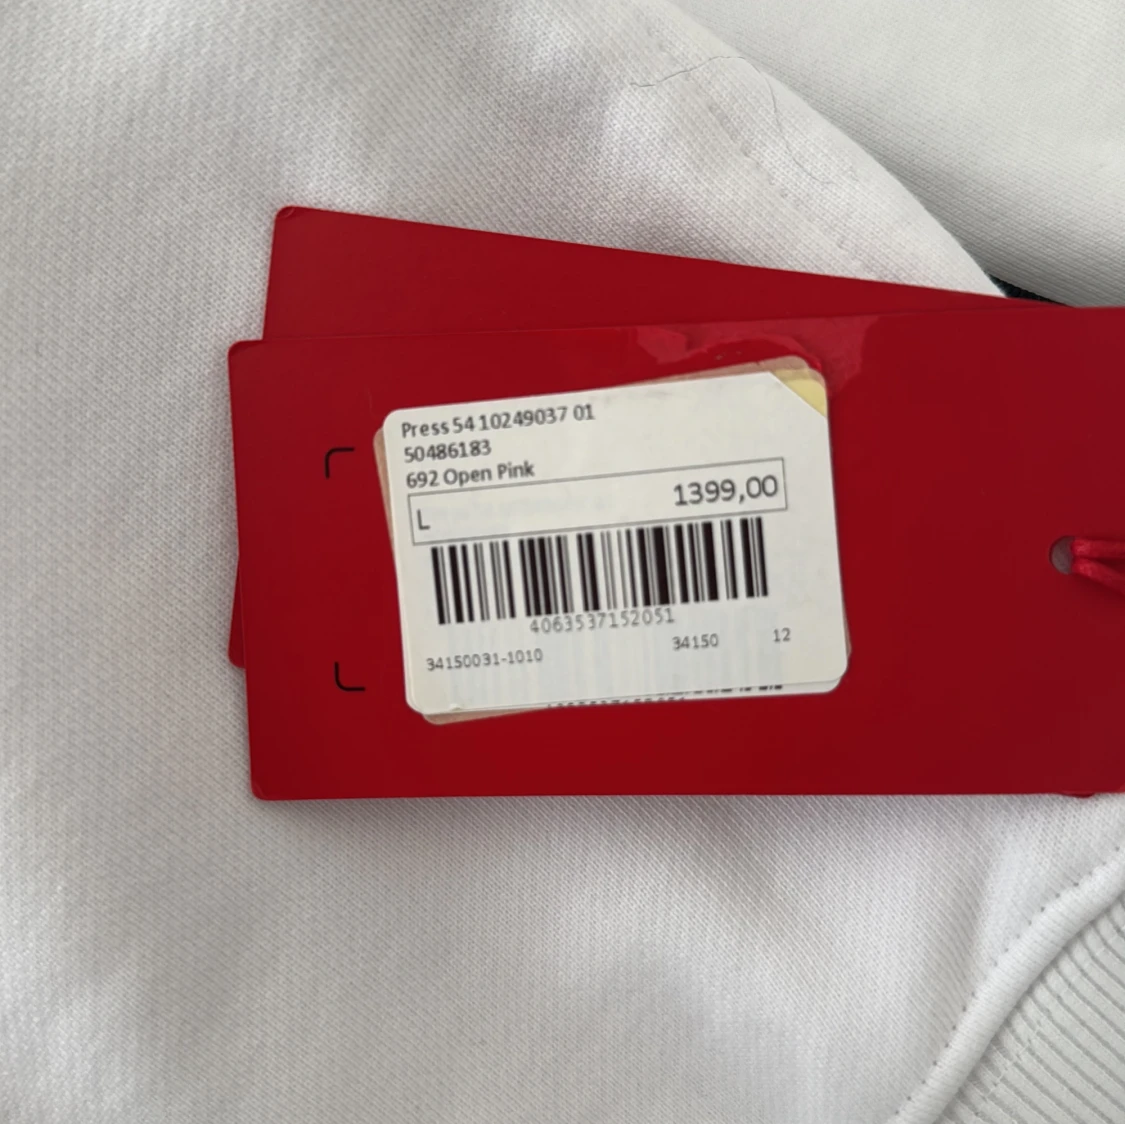 Press 54 10249037 01
50486183
692 Open Pink
L 1399,00
4063537152051
34150031-1010 34150 12